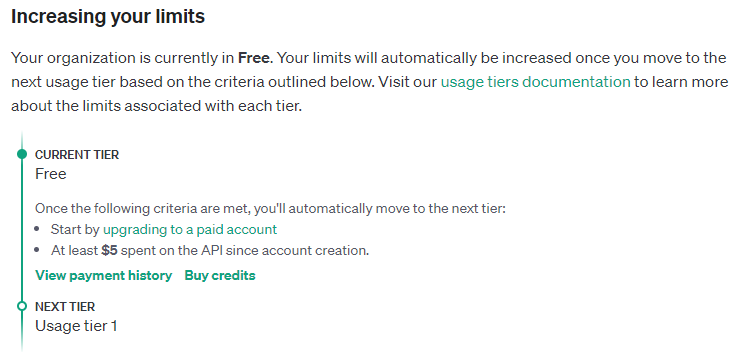 Increasing your limits
Your organization is currently in Free. Your limits will automatically be increased once you move to the
next usage tier based on the criteria outlined below. Visit our usage tiers documentation to learn more
about the limits associated with each tier.
CURRENT TIER
Free
Once the following criteria are met, you'll automatically move to the next tier:
• Start by upgrading to a paid account
• At least $5 spent on the API since account creation.
View payment history Buy credits
NEXT TIER
Usage tier 1